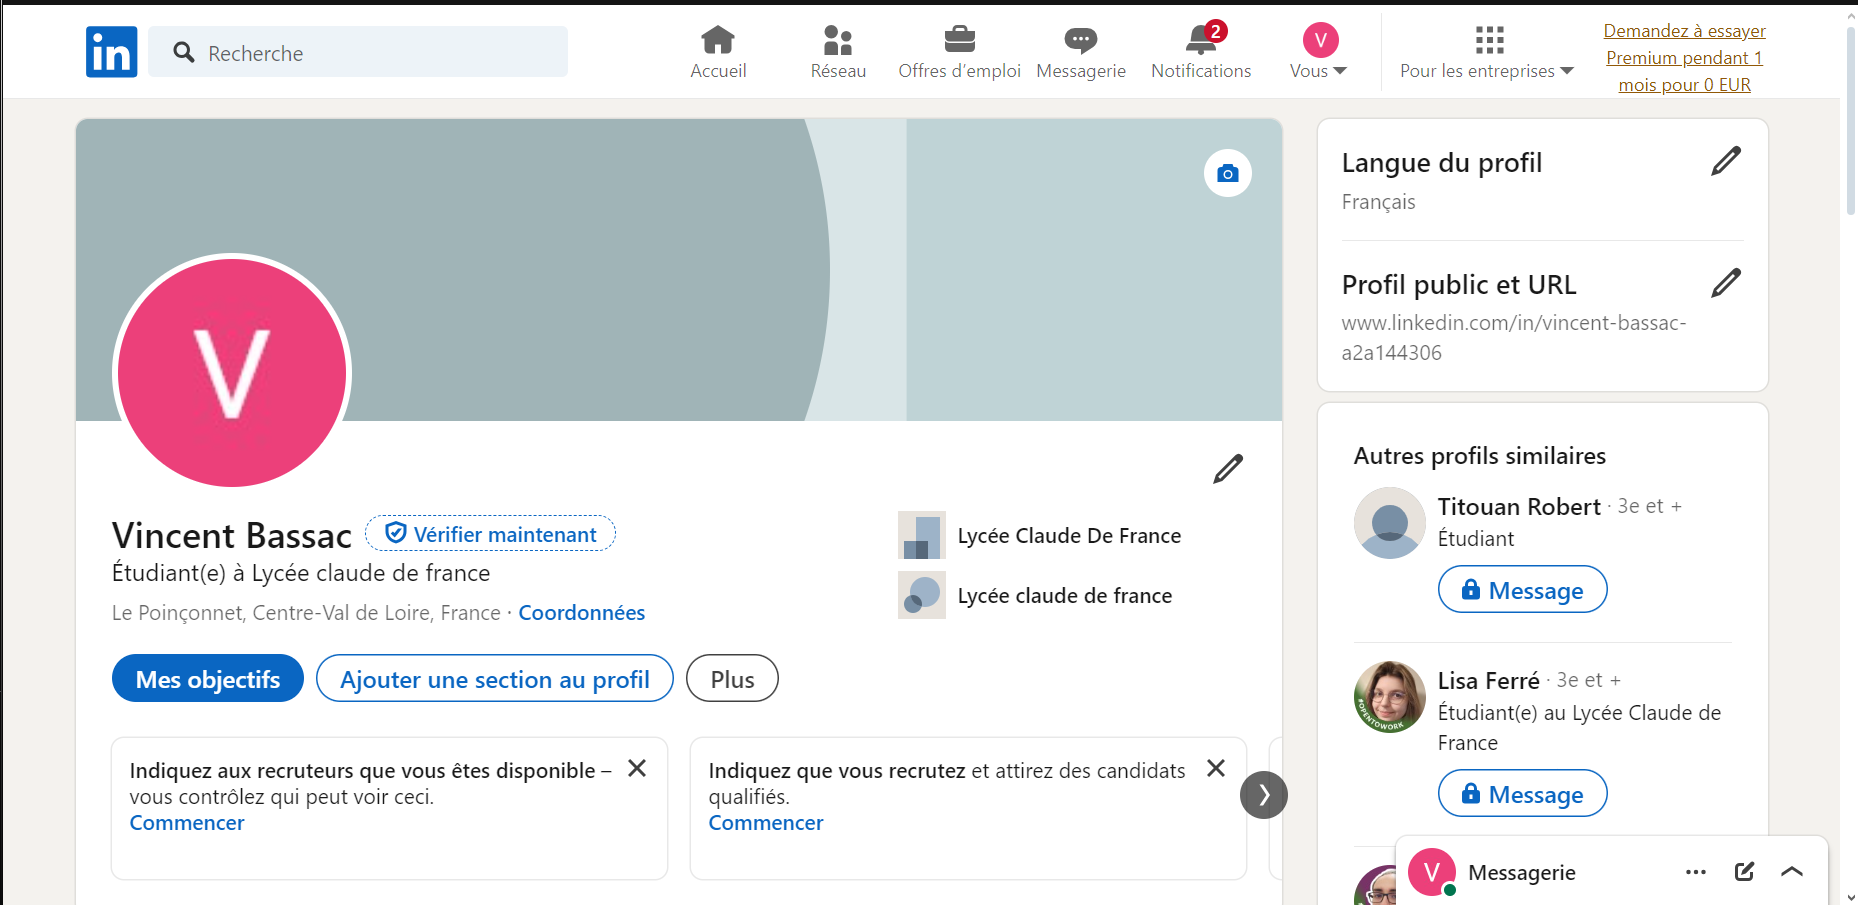 in
Recherche
Accueil
Réseau
Offres d’emploi
Messagerie
2
Notifications
V
Vous
Pour les entreprises
Demandez à essayer
Premium pendant 1
mois pour 0 EUR
V
Vincent Bassac
Vérifier maintenant
Étudiant(e) à Lycée claude de france
Le Poinçonnet, Centre-Val de Loire, France · Coordonnées
Lycée Claude De France
Lycée claude de france
Mes objectifs
Ajouter une section au profil
Plus
Indiquez aux recruteurs que vous êtes disponible –
vous contrôlez qui peut voir ceci.
Commencer
Indiquez que vous recrutez et attirez des candidats
qualifiés.
Commencer
Langue du profil
Français
Profil public et URL
www.linkedin.com/in/vincent-bassac-
a2a144306
Autres profils similaires
Titouan Robert · 3e et +
Étudiant
Message
#OPENTOWORK
Lisa Ferré · 3e et +
Étudiant(e) au Lycée Claude de
France
Message
V
Messagerie